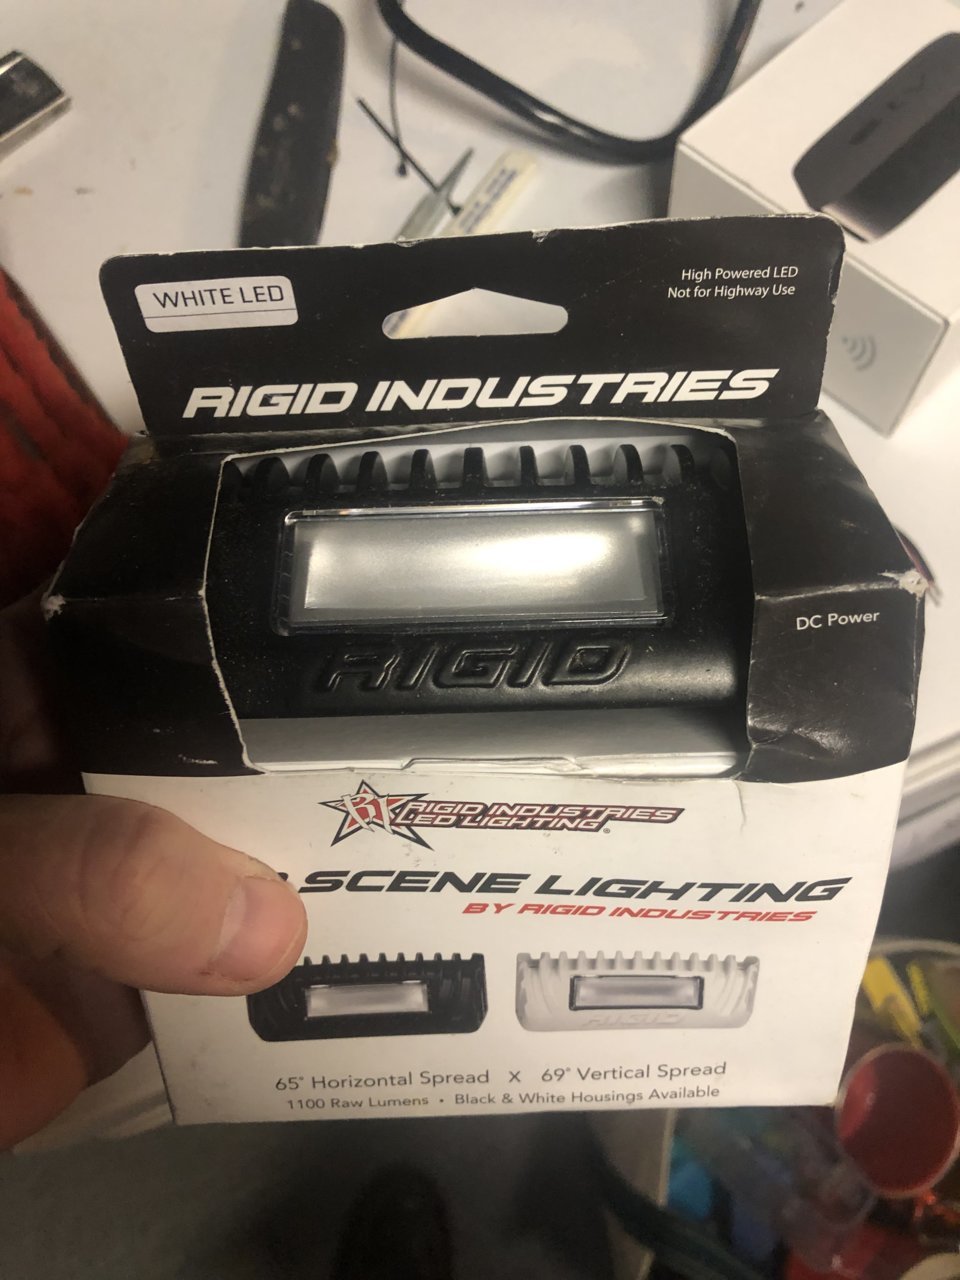 WHITE LED
High Powered LED
Not for Highway Use
RIGID INDUSTRIES
RIGID
DC Power
RIGID INDUSTRIES
LED LIGHTING®
SCENE LIGHTING
BY RIGID INDUSTRIES
RIGID
65° Horizontal Spread X 69° Vertical Spread
1100 Raw Lumens • Black & White Housings Available